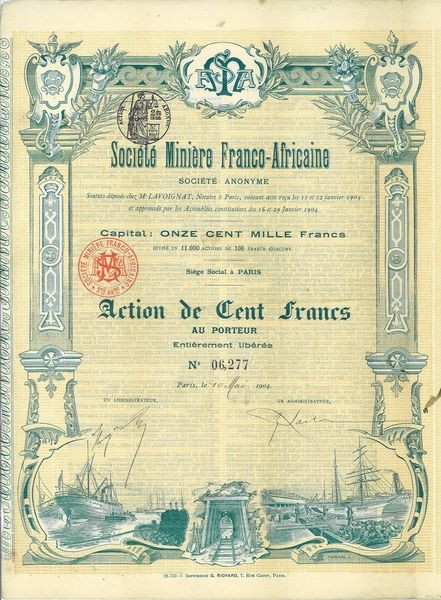 Société Minière Franco-Africaine
SOCIÉTÉ ANONYME
Statuts déposés chez Me LAVOIGNAT, Notaire à Paris, suivant acte reçu les 11 et 12 janvier 1904
et approuvés par les Assemblées constitutives des 16 et 29 Janvier 1904
Capital: ONZE CENT MILLE Francs
DIVISÉ EN 11.000 ACTIONS DE 100 FRANCS CHACUNE.
Siège Social à PARIS
SOCIÉTÉ MINIÈRE FRANCO-AFRICAINE
Action de Cent Francs
AU PORTEUR
Entièrement libérée
No 06,277
Paris, le 10 Mai 1904.
UN ADMINISTRATEUR, UN ADMINISTRATEUR,
IMPRIMERIE G. RICHARD, 7, RUE CADET, PARIS.